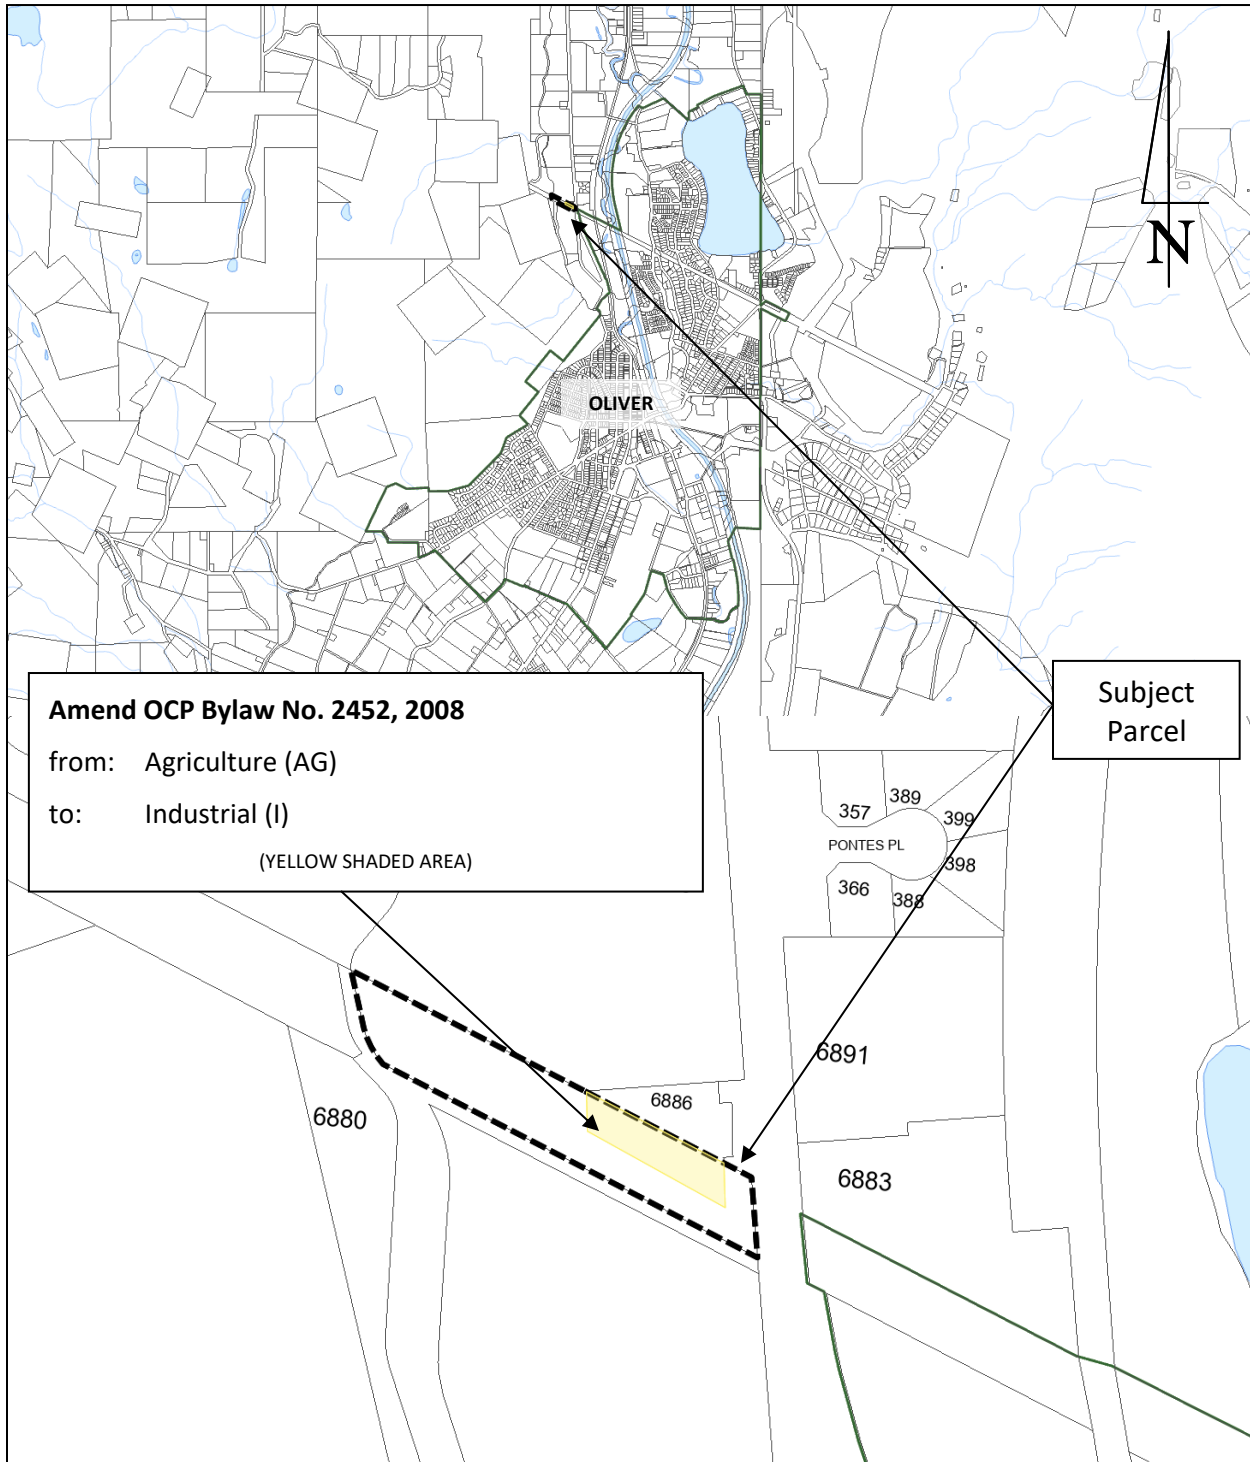 N
OLIVER
Amend OCP Bylaw No. 2452, 2008
from: Agriculture (AG)
to: Industrial (I)
(YELLOW SHADED AREA)
Subject
Parcel
357
389
399
PONTES PL
398
366
388
6891
6886
6880
6883